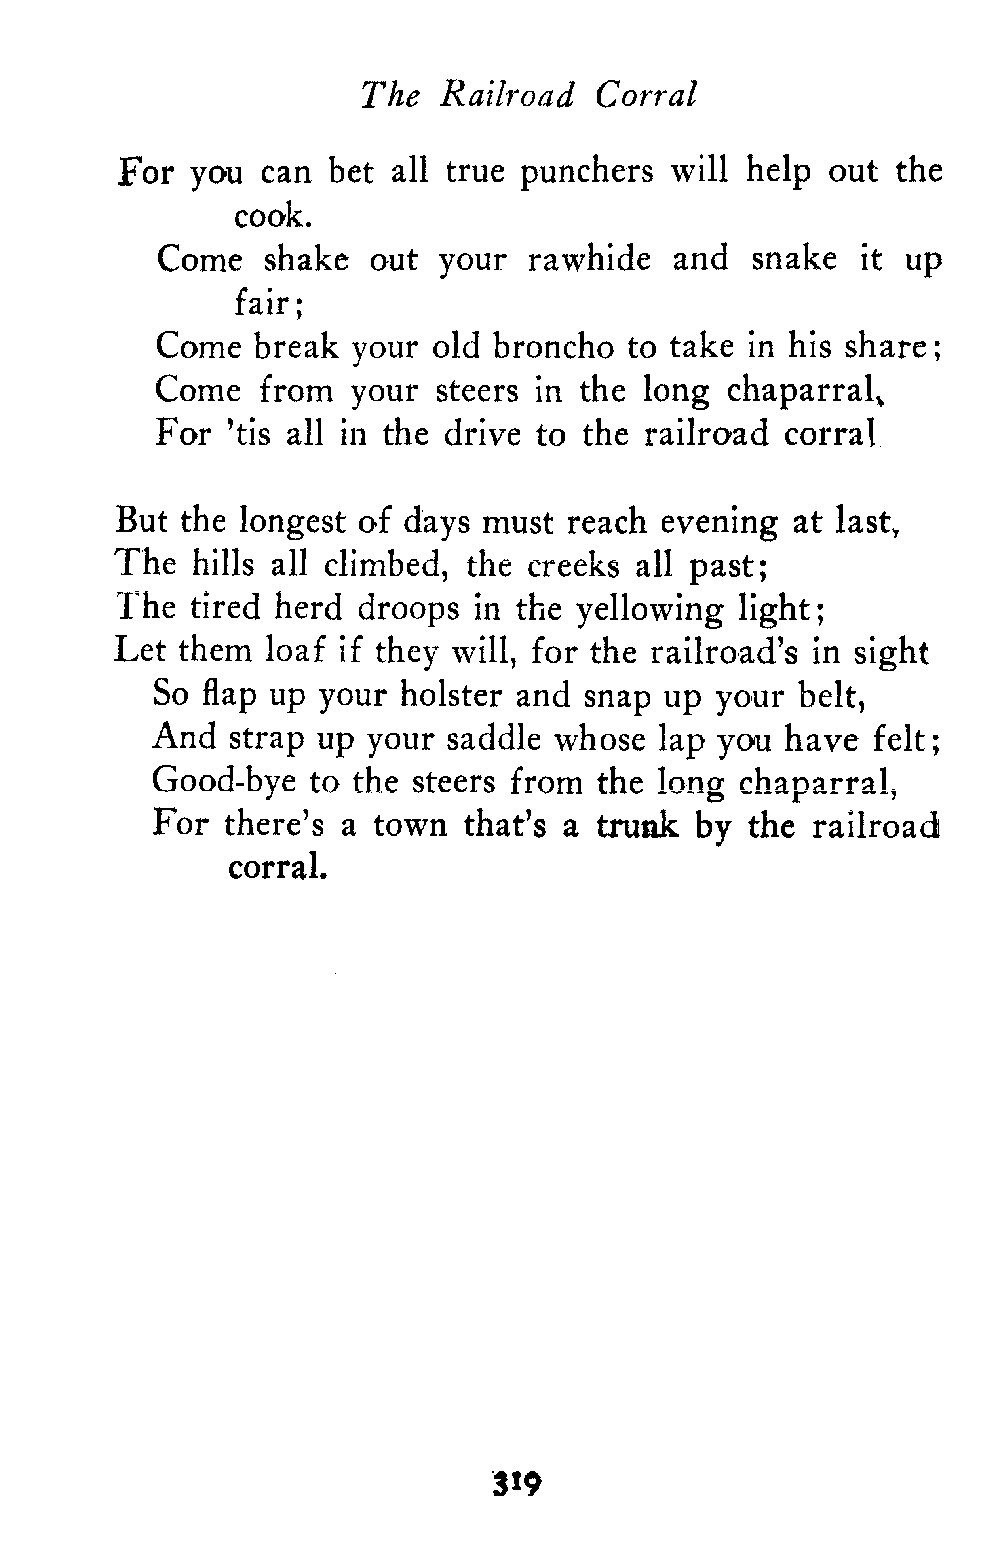 The Railroad Corral
For you can bet all true punchers will help out the
cook.
Come shake out your rawhide and snake it up
fair;
Come break your old broncho to take in his share;
Come from your steers in the long chaparral,
For 'tis all in the drive to the railroad corral
But the longest of days must reach evening at last,
The hills all climbed, the creeks all past;
The tired herd droops in the yellowing light;
Let them loaf if they will, for the railroad's in sight
So flap up your holster and snap up your belt,
And strap up your saddle whose lap you have felt;
Good-bye to the steers from the long chaparral,
For there's a town that's a trunk by the railroad
corral.
319